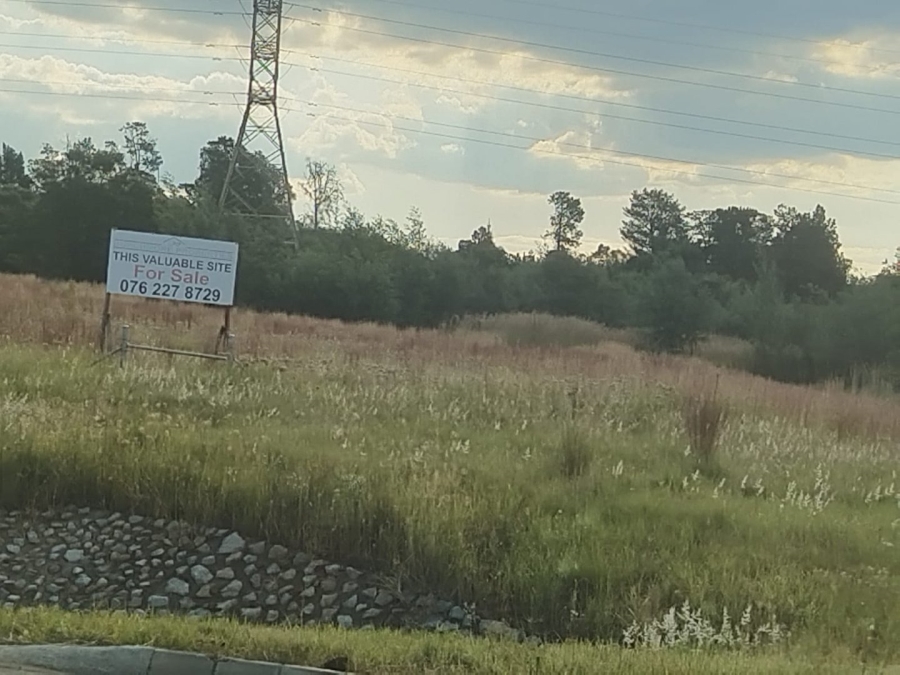 THIS VALUABLE SITE
For Sale
076 227 8729